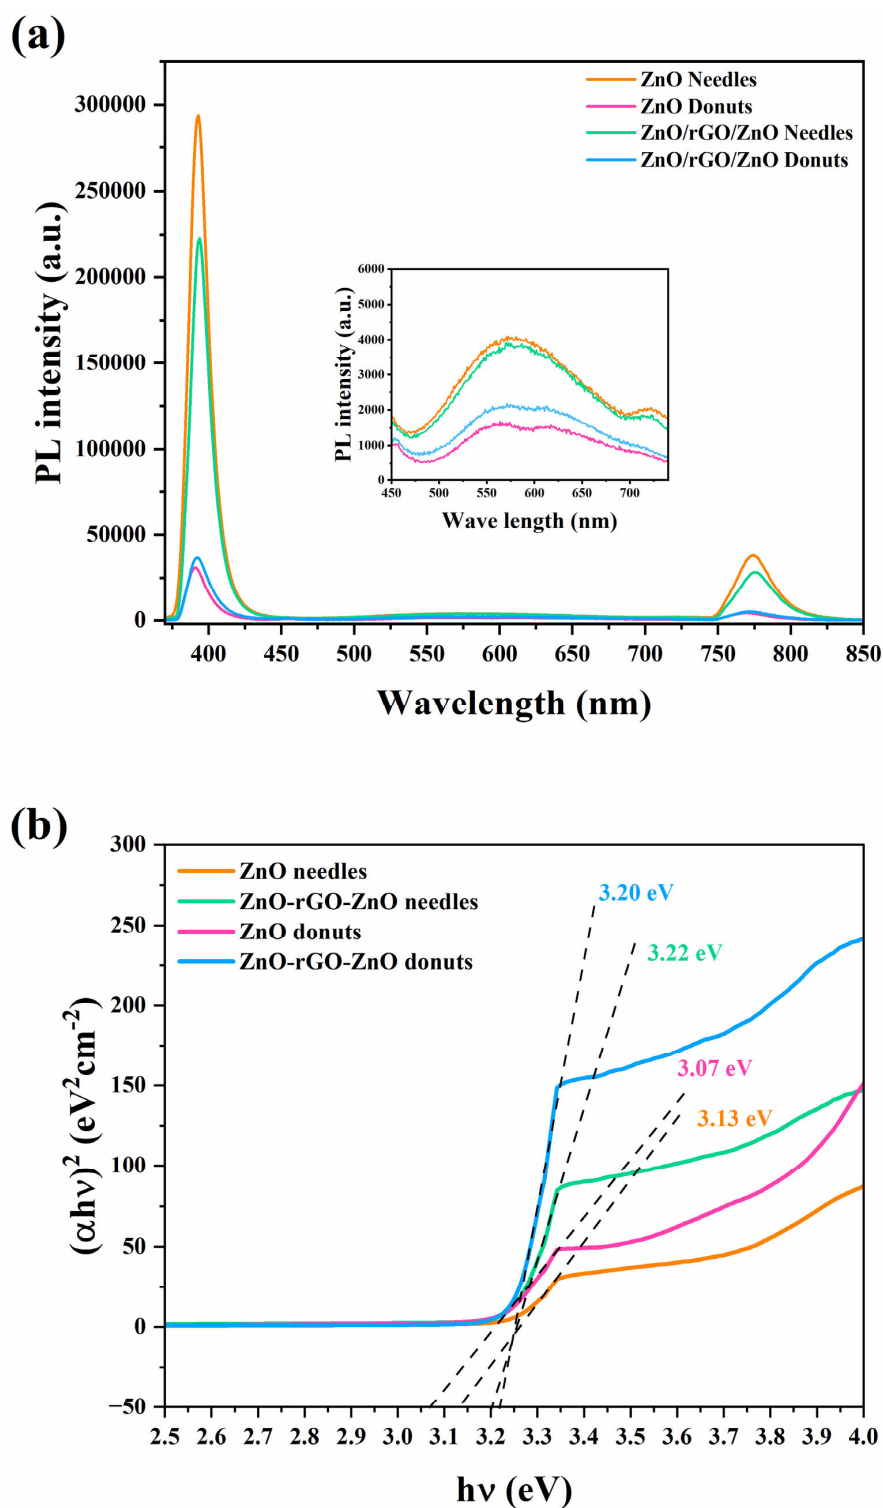 (a)
ZnO Needles
ZnO Donuts
ZnO/rGO/ZnO Needles
ZnO/rGO/ZnO Donuts
300000
250000
200000
150000
100000
50000
0
PL intensity (a.u.)
6000
5000
4000
3000
2000
1000
0
PL intensity (a.u.)
450 500 550 600 650 700
Wave length (nm)
400 450 500 550 600 650 700 750 800 850
Wavelength (nm)
(b)
ZnO needles
ZnO-rGO-ZnO needles
ZnO donuts
ZnO-rGO-ZnO donuts
3.20 eV
3.22 eV
3.07 eV
3.13 eV
300
250
200
150
100
50
0
−50
(αhν)² (eV²cm⁻²)
2.5 2.6 2.7 2.8 2.9 3.0 3.1 3.2 3.3 3.4 3.5 3.6 3.7 3.8 3.9 4.0
hν (eV)